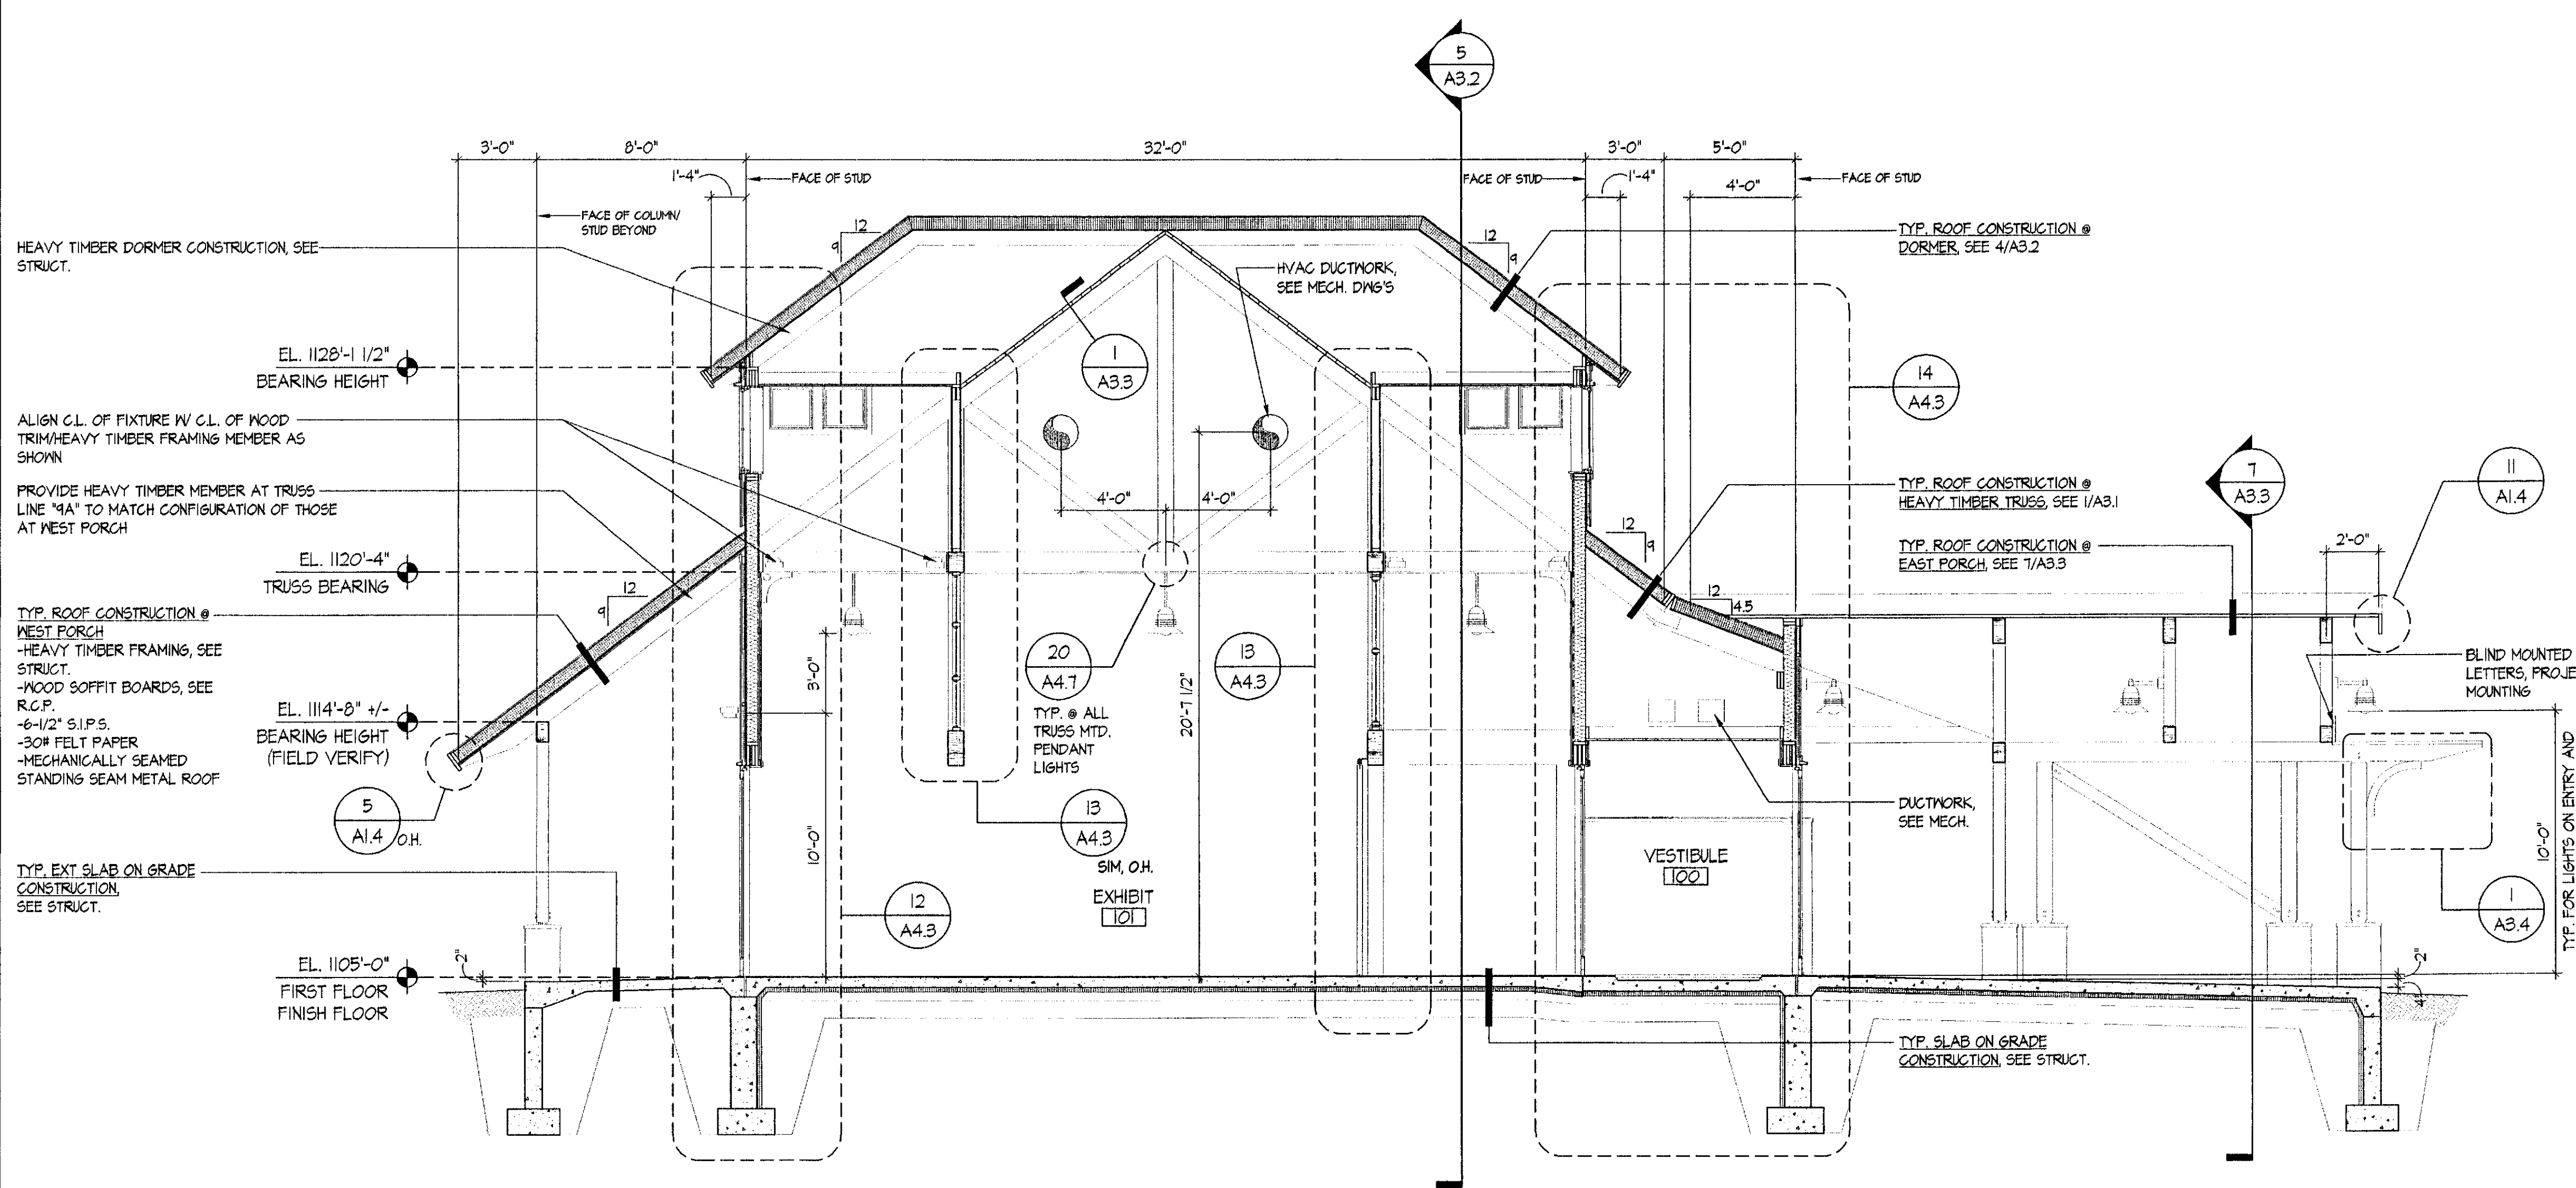 5
A3.2
3'-0"
8'-0"
32'-0"
3'-0"
5'-0"
1'-4"
FACE OF STUD
FACE OF STUD
1'-4"
4'-0"
FACE OF STUD
FACE OF COLUMN/
STUD BEYOND
12
9
12
9
HEAVY TIMBER DORMER CONSTRUCTION, SEE
STRUCT.
HVAC DUCTWORK,
SEE MECH. DWG'S
TYP. ROOF CONSTRUCTION @
DORMER, SEE 4/A3.2
EL. 1128'-1 1/2"
BEARING HEIGHT
1
A3.3
14
A4.3
ALIGN C.L. OF FIXTURE W/ C.L. OF WOOD
TRIM/HEAVY TIMBER FRAMING MEMBER AS
SHOWN
PROVIDE HEAVY TIMBER MEMBER AT TRUSS
LINE "9A" TO MATCH CONFIGURATION OF THOSE
AT WEST PORCH
4'-0"
4'-0"
TYP. ROOF CONSTRUCTION @
HEAVY TIMBER TRUSS, SEE 1/A3.1
7
A3.3
11
A1.4
12
9
TYP. ROOF CONSTRUCTION @
EAST PORCH, SEE 7/A3.3
2'-0"
EL. 1120'-4"
TRUSS BEARING
12
9
12
4.5
TYP. ROOF CONSTRUCTION @
WEST PORCH
-HEAVY TIMBER FRAMING, SEE
STRUCT.
-WOOD SOFFIT BOARDS, SEE
R.C.P.
-6-1/2" S.I.P.S.
-30# FELT PAPER
-MECHANICALLY SEAMED
STANDING SEAM METAL ROOF
3'-0"
20
A4.7
TYP. @ ALL
TRUSS MTD.
PENDANT
LIGHTS
20'-7 1/2"
13
A4.3
BLIND MOUNTED
LETTERS, PROJE
MOUNTING
EL. 1114'-8" +/-
BEARING HEIGHT
(FIELD VERIFY)
5
A1.4
O.H.
13
A4.3
SIM, O.H.
10'-0"
DUCTWORK,
SEE MECH.
VESTIBULE
100
10'-0"
TYP. FOR LIGHTS ON ENTRY AND
TYP. EXT SLAB ON GRADE
CONSTRUCTION,
SEE STRUCT.
EXHIBIT
101
12
A4.3
1
A3.4
EL. 1105'-0"
FIRST FLOOR
FINISH FLOOR
2"
2"
4"
TYP. SLAB ON GRADE
CONSTRUCTION, SEE STRUCT.